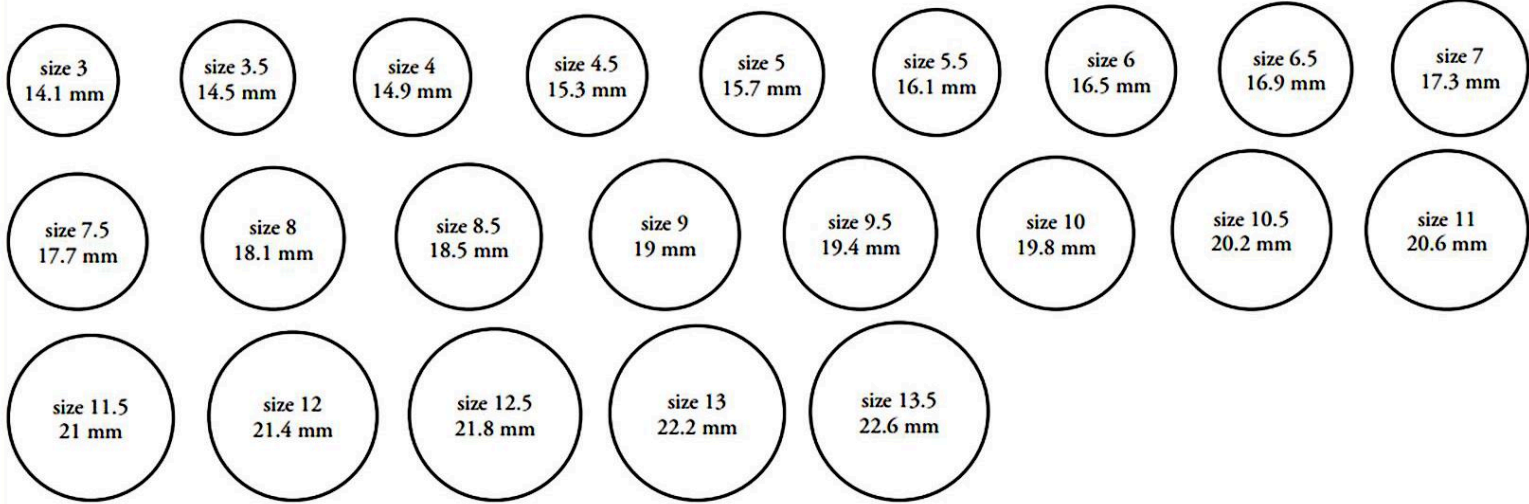 size 3
14.1 mm
size 3.5
14.5 mm
size 4
14.9 mm
size 4.5
15.3 mm
size 5
15.7 mm
size 5.5
16.1 mm
size 6
16.5 mm
size 6.5
16.9 mm
size 7
17.3 mm
size 7.5
17.7 mm
size 8
18.1 mm
size 8.5
18.5 mm
size 9
19 mm
size 9.5
19.4 mm
size 10
19.8 mm
size 10.5
20.2 mm
size 11
20.6 mm
size 11.5
21 mm
size 12
21.4 mm
size 12.5
21.8 mm
size 13
22.2 mm
size 13.5
22.6 mm